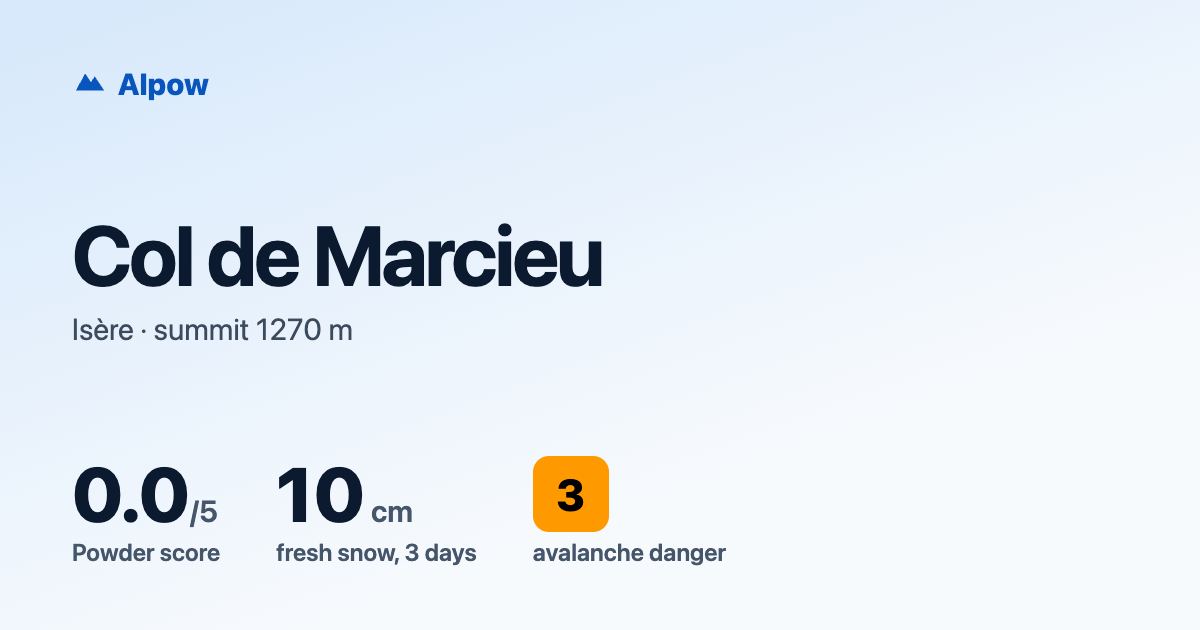 Alpow
Col de Marcieu
Isère · summit 1270 m
0.0/5
Powder score
10 cm
fresh snow, 3 days
3
avalanche danger